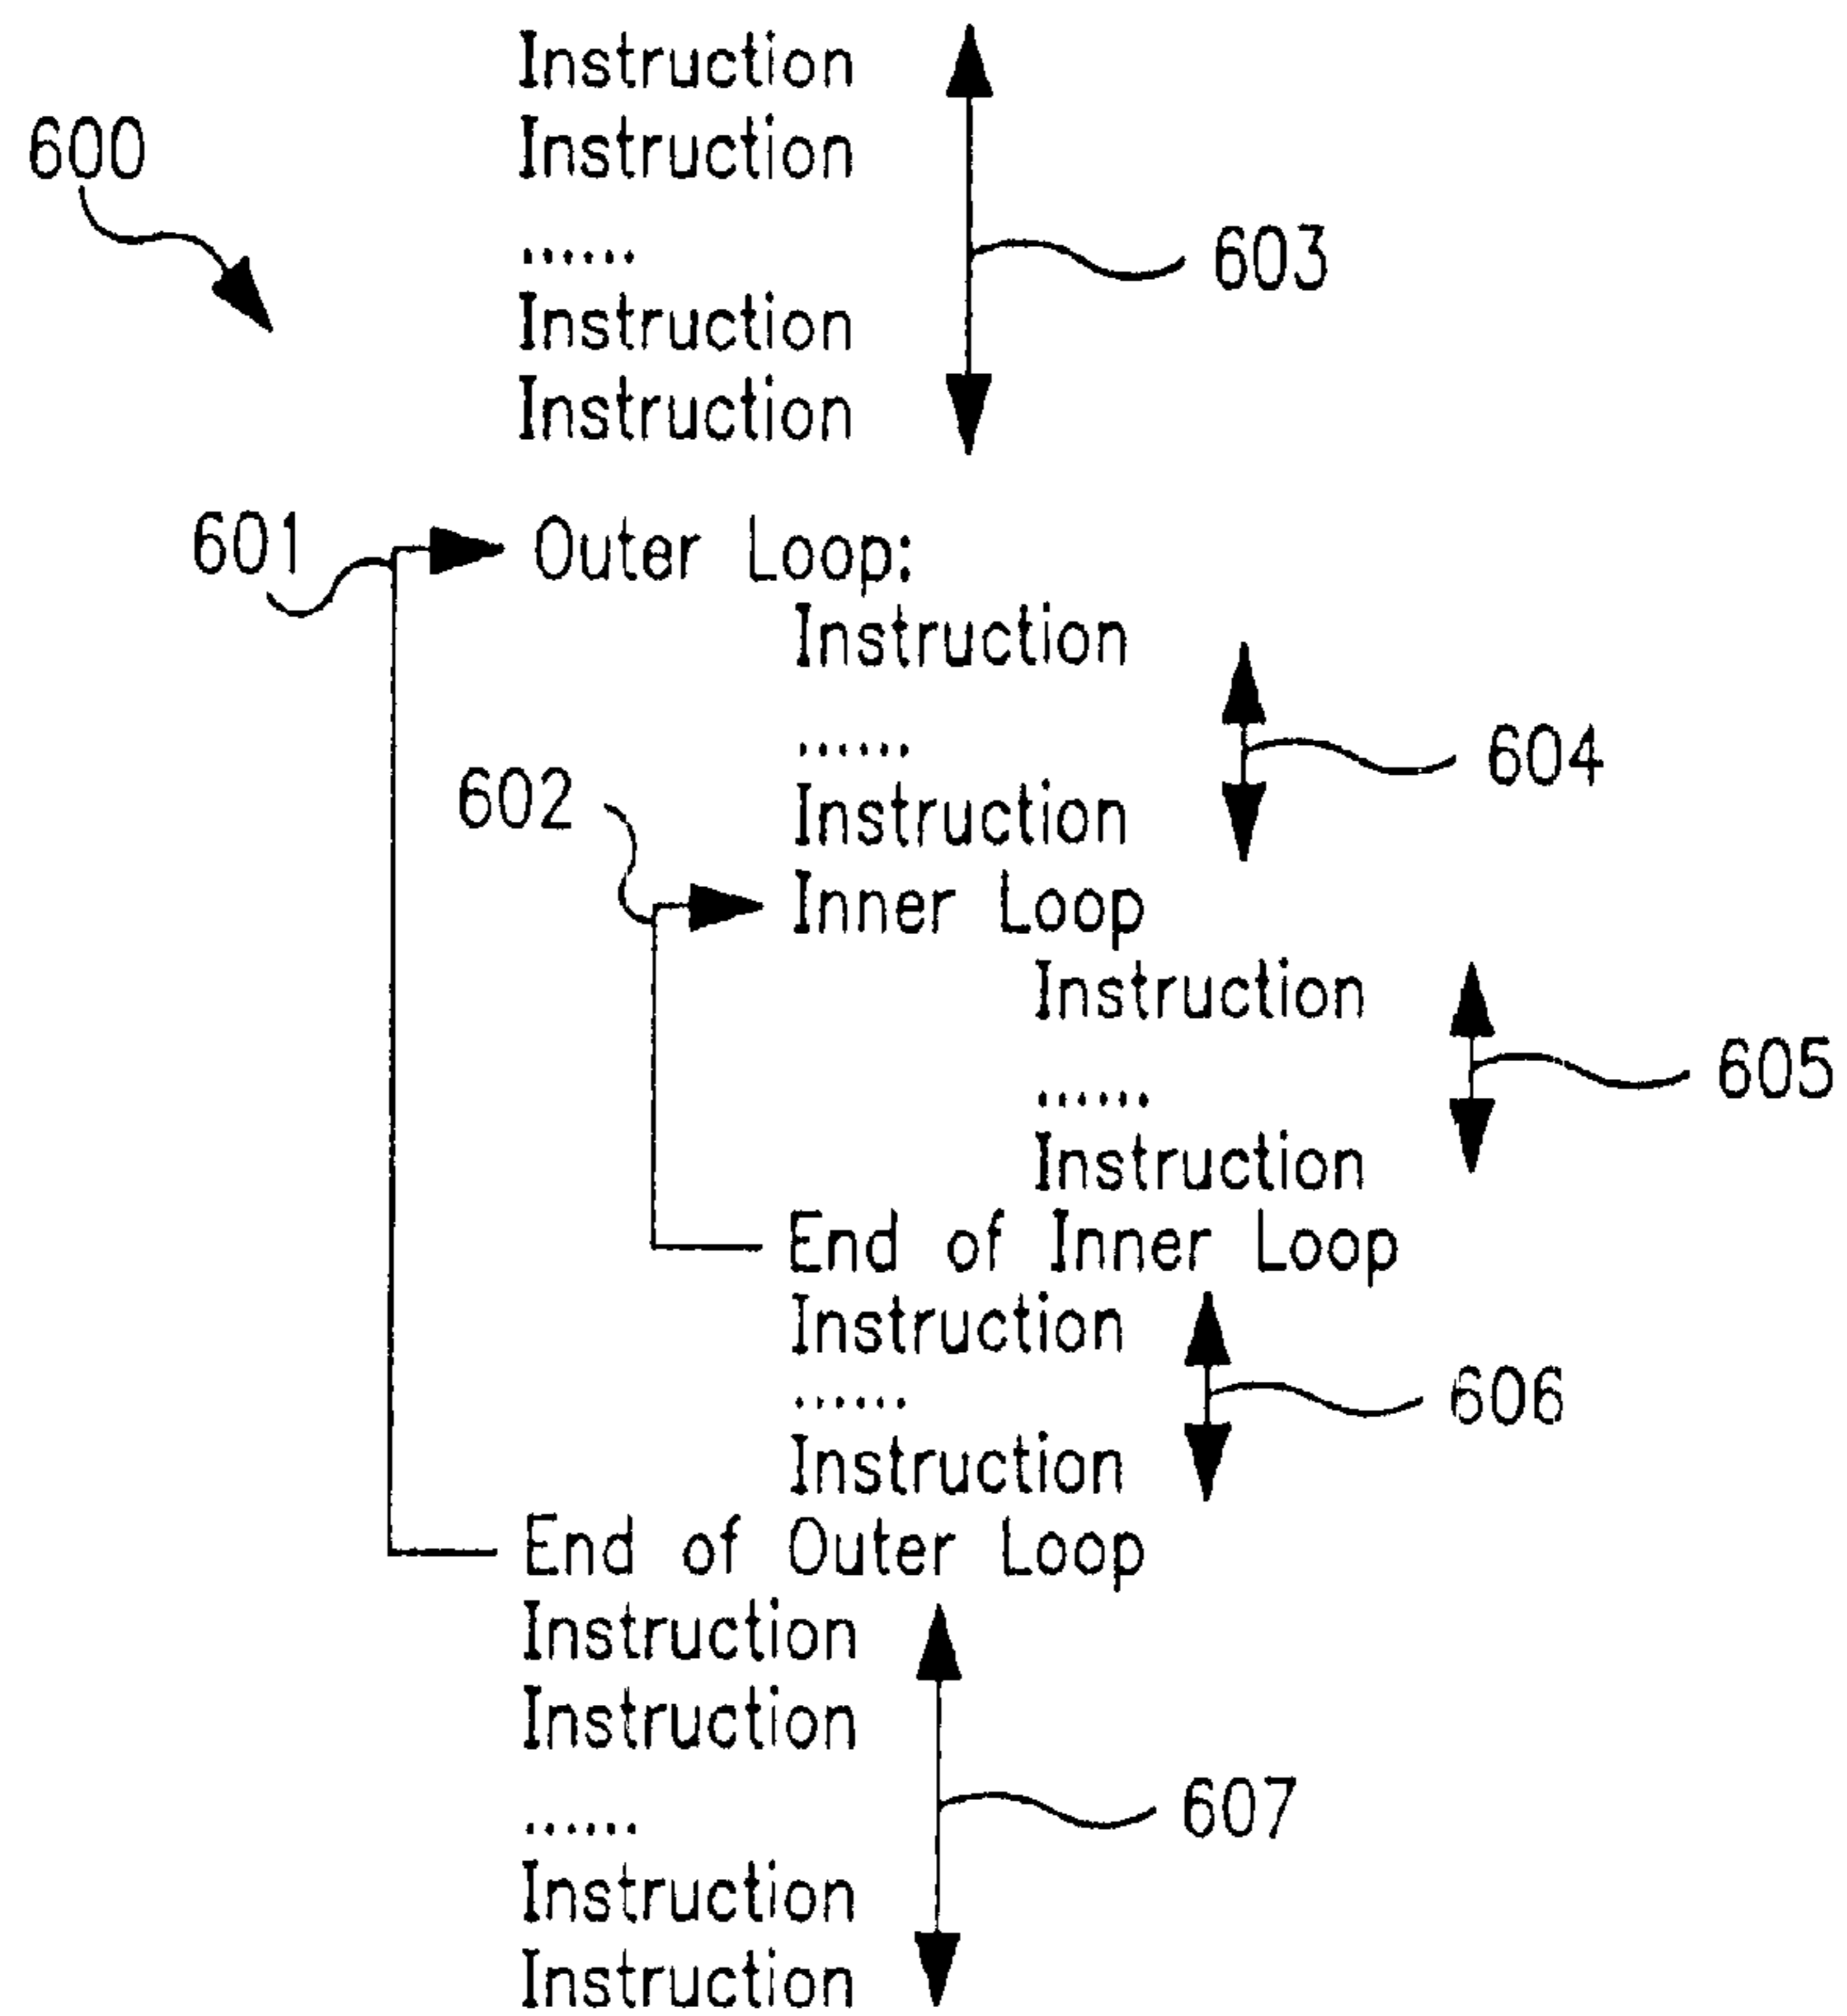 Instruction
600 Instruction
...... 603
Instruction
Instruction
601 Outer Loop:
Instruction
...... 604
602 Instruction
Inner Loop
Instruction
...... 605
Instruction
End of Inner Loop
Instruction
...... 606
Instruction
End of Outer Loop
Instruction
Instruction
...... 607
Instruction
Instruction